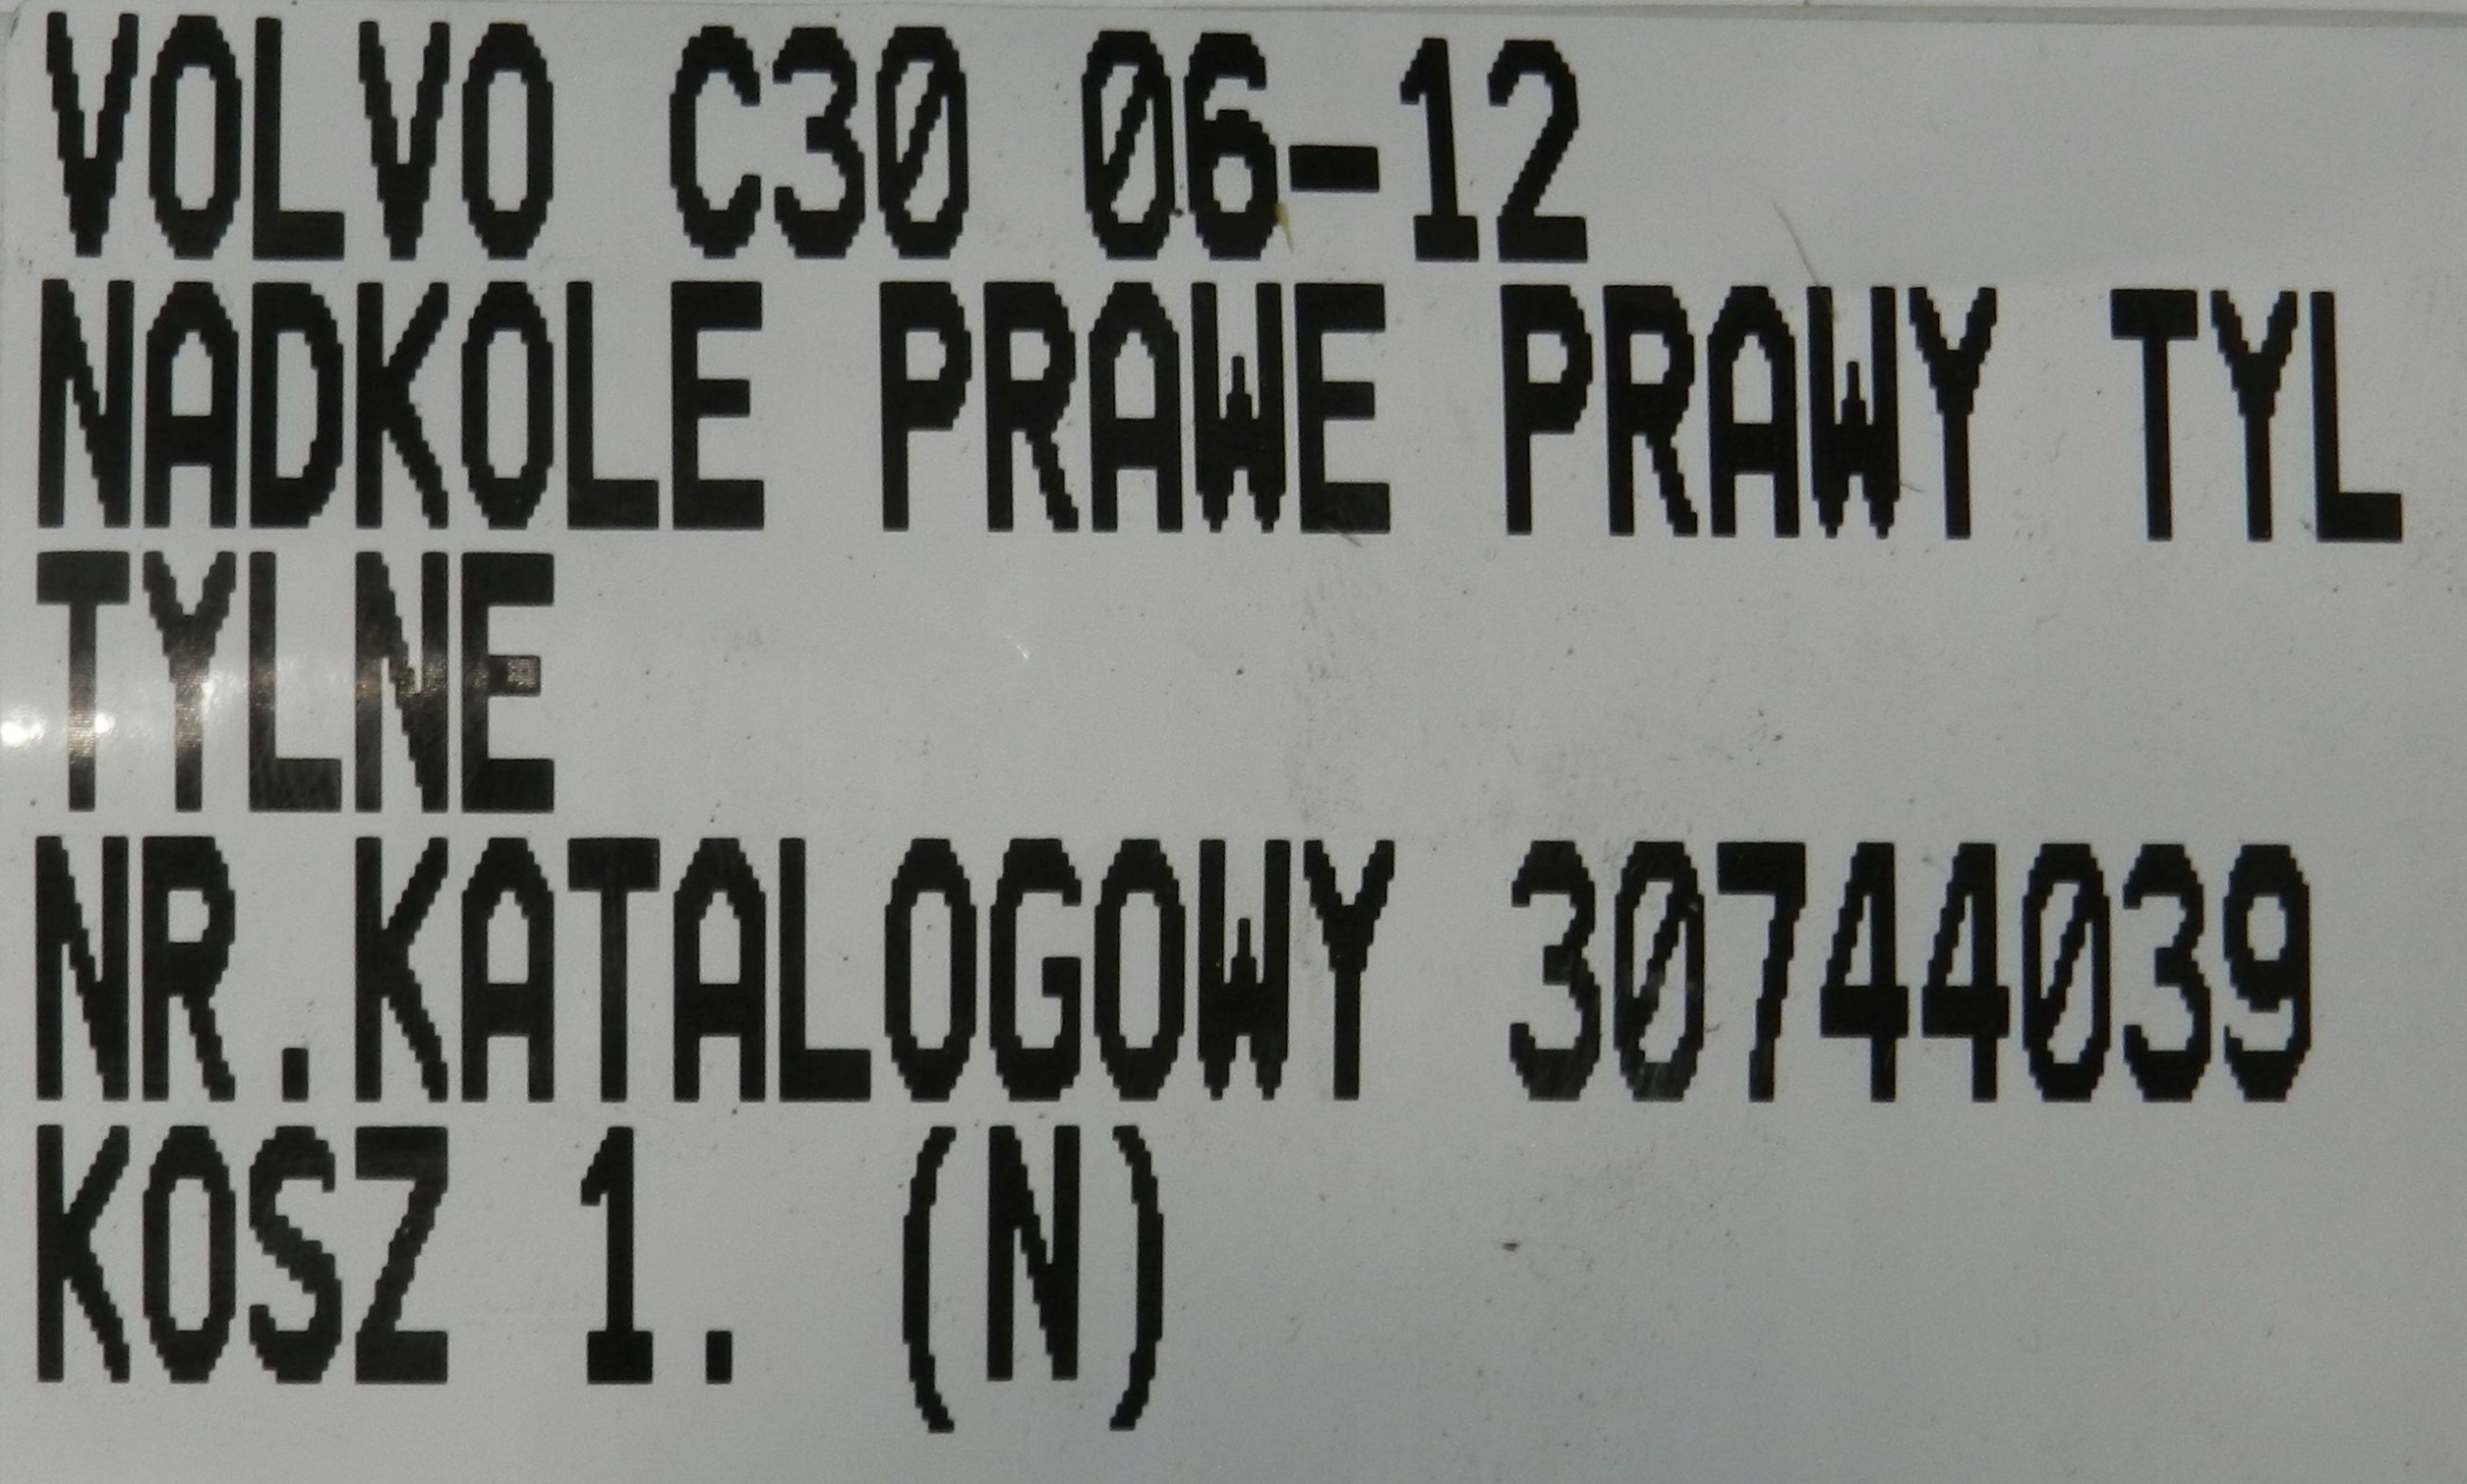 VOLVO C30 06-12
NADKOLE PRAWE PRAWY TYL
TYLNE
NR.KATALOGOWY 30744039
KOSZ 1. (N)